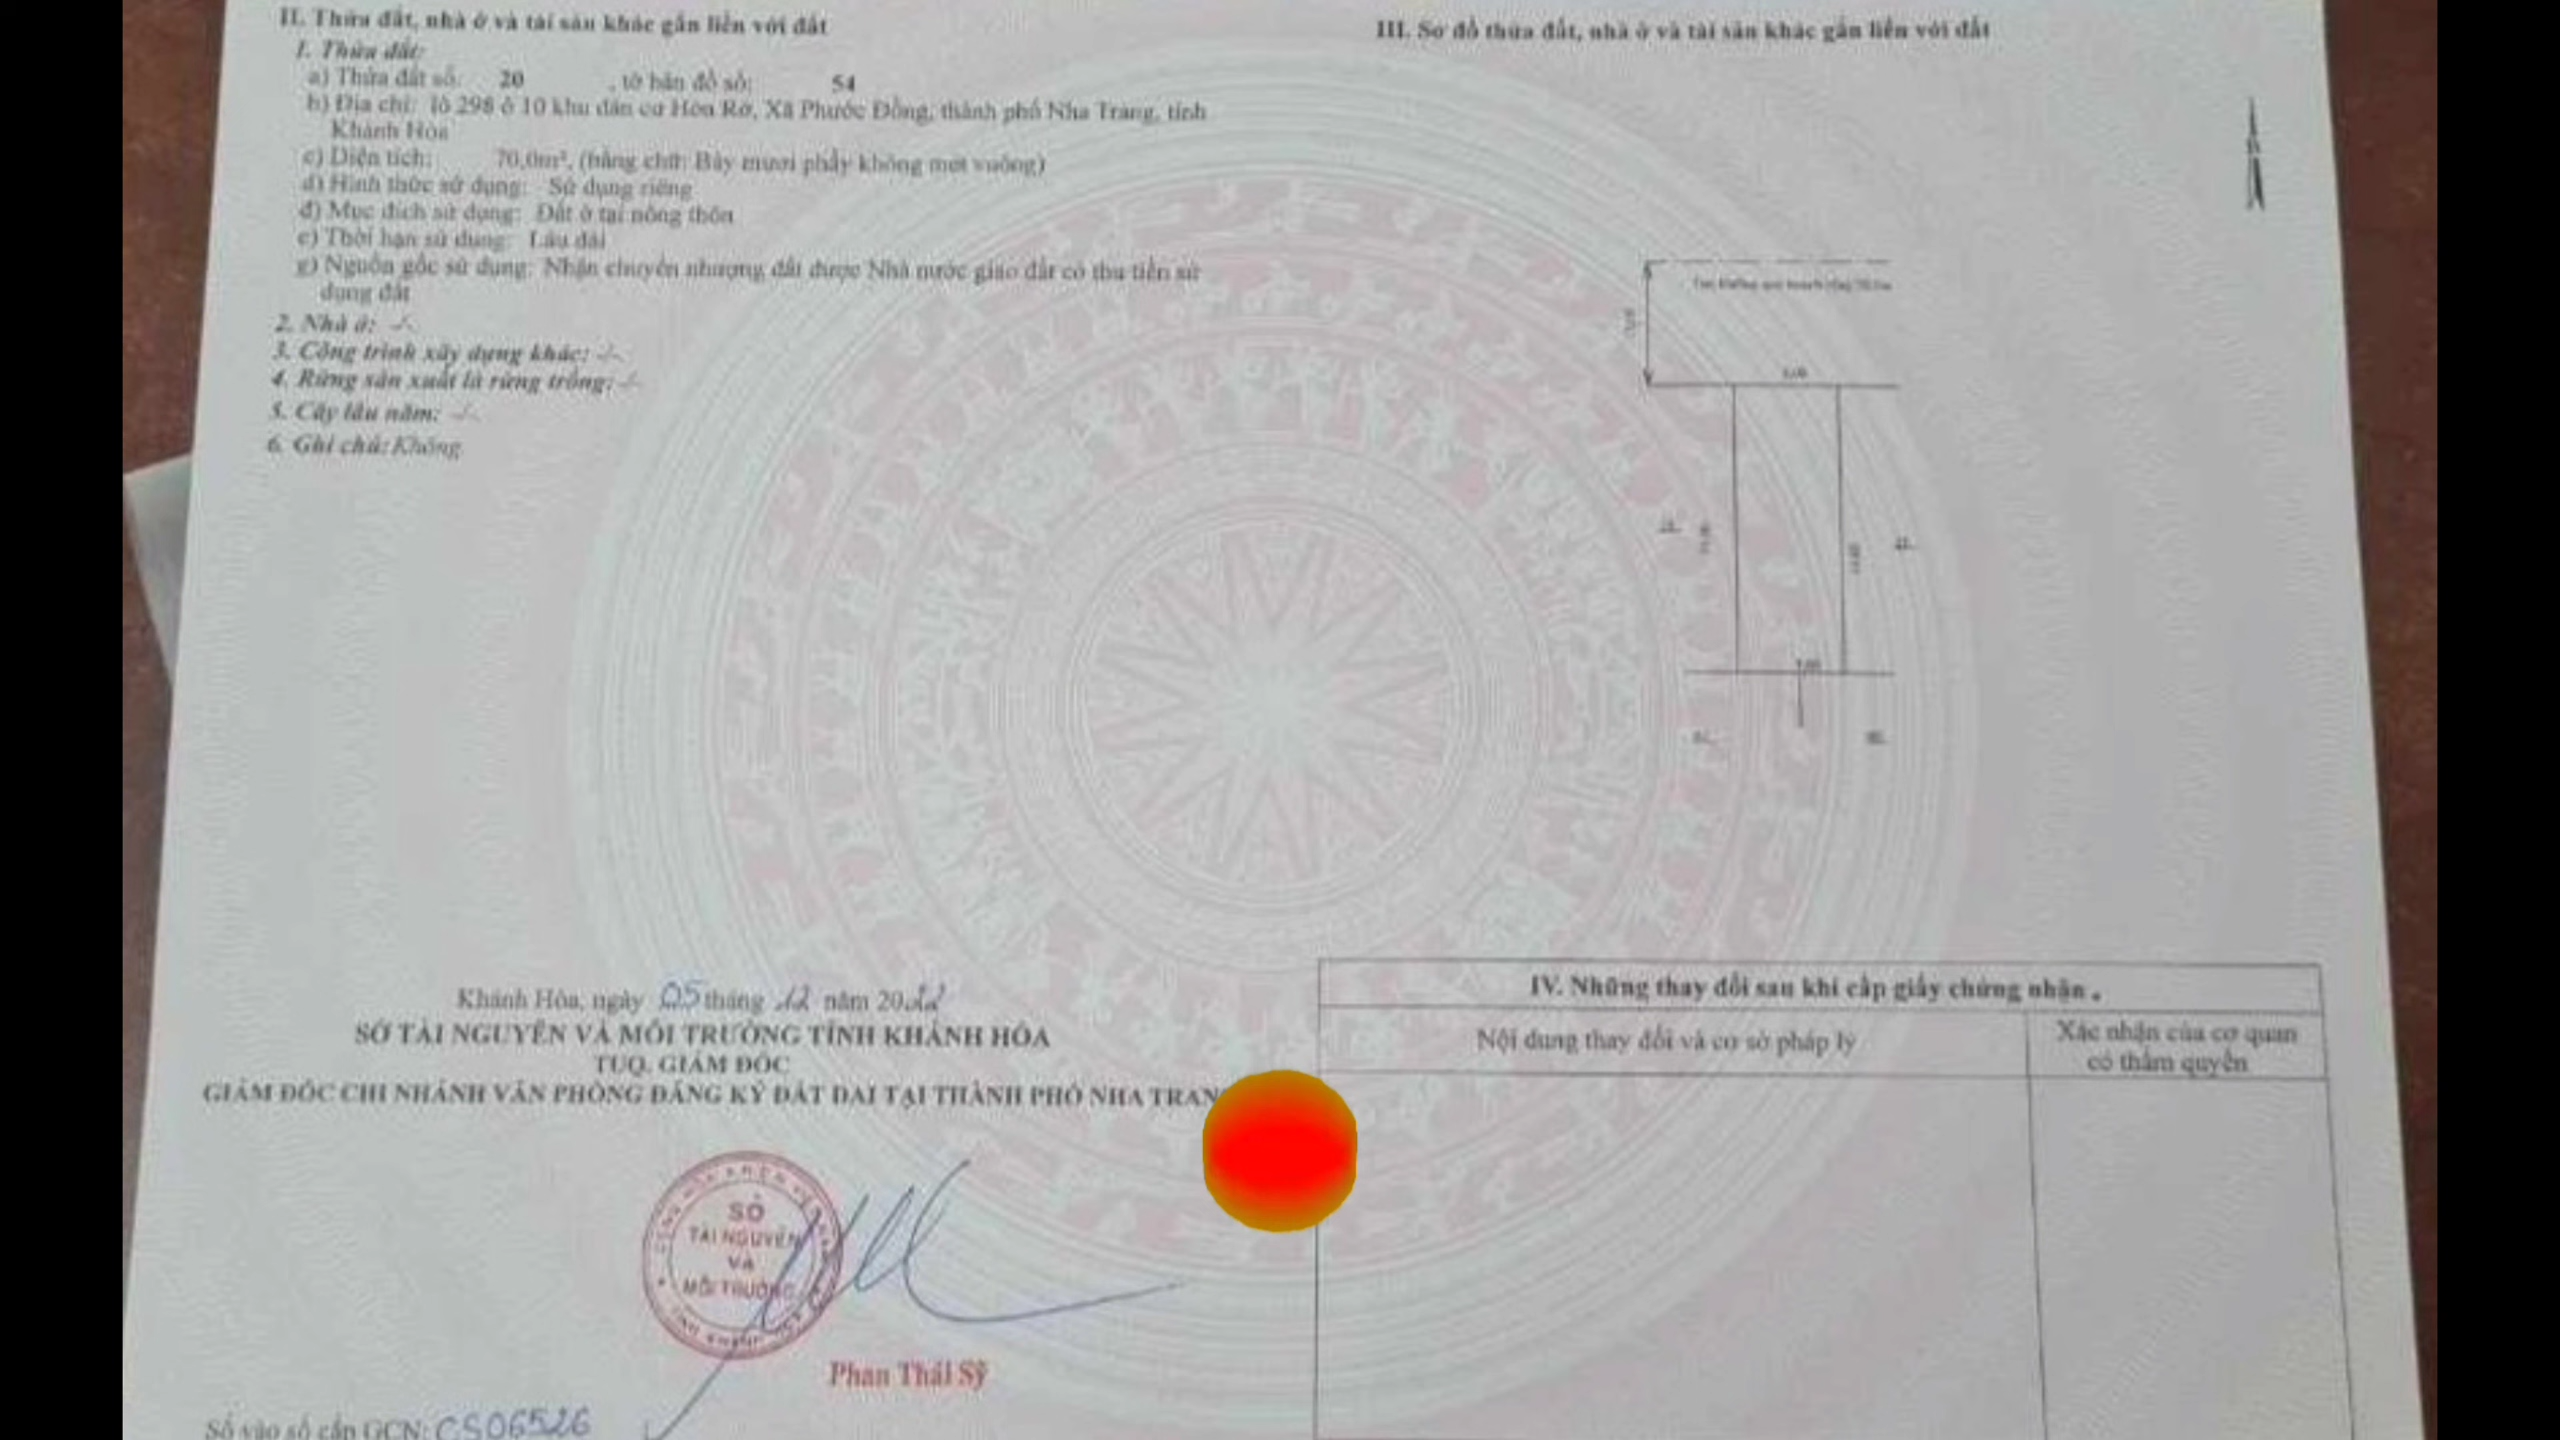 II. Thửa đất, nhà ở và tài sản khác gắn liền với đất
1. Thửa đất:
a) Thửa đất số: 20 , tờ bản đồ số: 54
b) Địa chỉ: lô 298 ô 10 khu dân cư Hòn Rớ, Xã Phước Đồng, thành phố Nha Trang, tỉnh
Khánh Hòa
c) Diện tích: 70,0m², (bằng chữ: Bảy mươi phẩy không mét vuông)
d) Hình thức sử dụng: Sử dụng riêng
đ) Mục đích sử dụng: Đất ở tại nông thôn
e) Thời hạn sử dụng: Lâu dài
g) Nguồn gốc sử dụng: Nhận chuyển nhượng đất được Nhà nước giao đất có thu tiền sử
dụng đất
2. Nhà ở: -/-
3. Công trình xây dựng khác: -/-
4. Rừng sản xuất là rừng trồng: -/-
5. Cây lâu năm: -/-
6. Ghi chú: Không
Khánh Hòa, ngày 05 tháng 12 năm 2022
SỞ TÀI NGUYÊN VÀ MÔI TRƯỜNG TỈNH KHÁNH HÒA
TUQ. GIÁM ĐỐC
GIÁM ĐỐC CHI NHÁNH VĂN PHÒNG ĐĂNG KÝ ĐẤT ĐAI TẠI THÀNH PHỐ NHA TRAN
SỞ
TÀI NGUYÊN
VÀ
MÔI TRƯỜNG
Phan Thái Sỹ
Số vào sổ cấp GCN: CS06526
III. Sơ đồ thửa đất, nhà ở và tài sản khác gắn liền với đất
IV. Những thay đổi sau khi cấp giấy chứng nhận
Nội dung thay đổi và cơ sở pháp lý
Xác nhận của cơ quan
có thẩm quyền